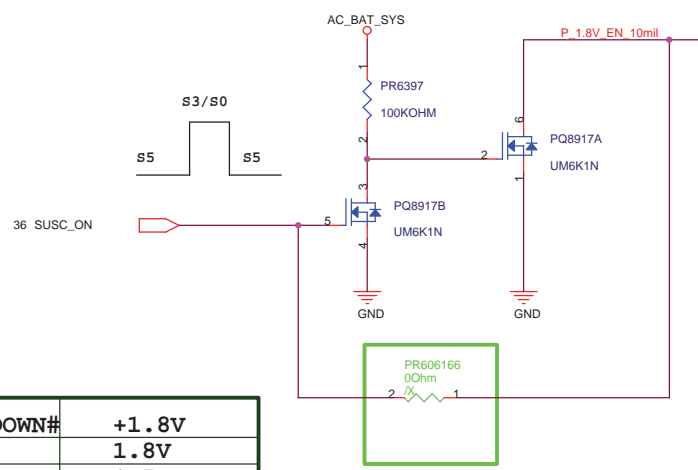 AC_BAT_SYS
P_1.8V_EN_10mil
1
PR6397
100KOHM
2
S3/S0
S5
S5
6
2
PQ8917A
UM6K1N
1
3
36 SUSC_ON
5
PQ8917B
UM6K1N
4
GND
GND
PR606166
0Ohm
/X
2
1
DOWN#
+1.8V
1.8V